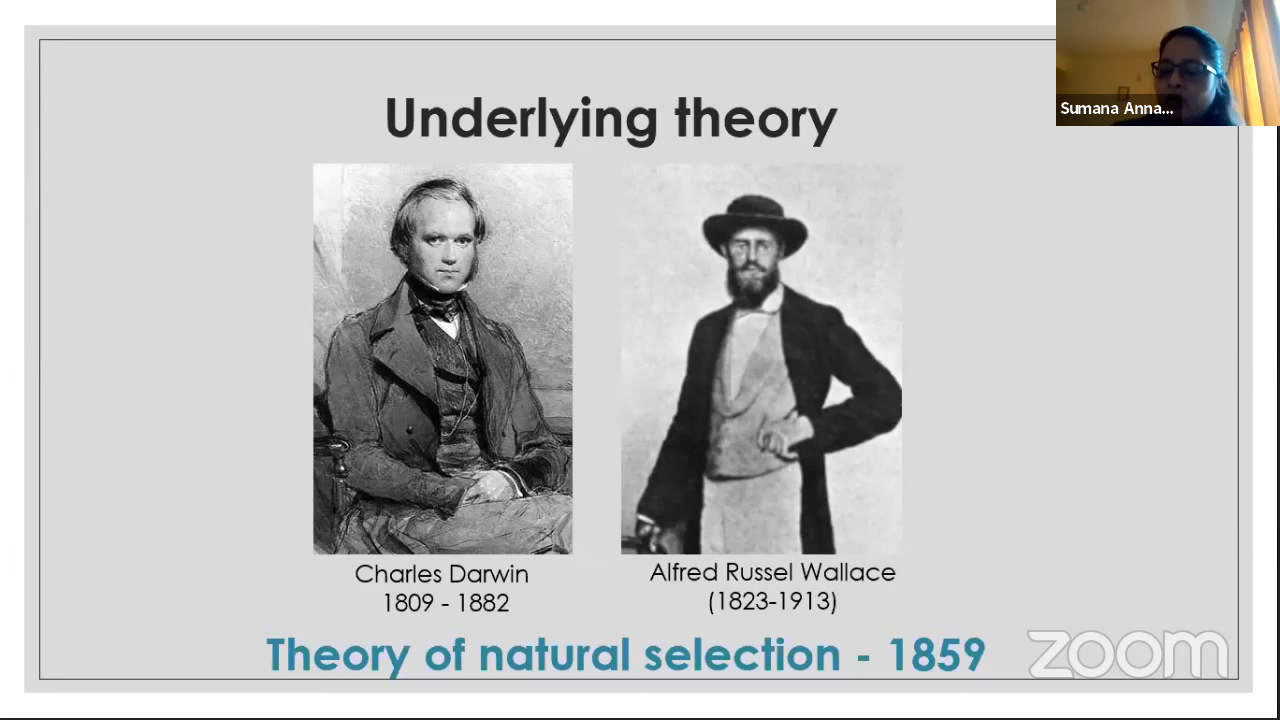 Underlying theory
Sumana Anna...
Charles Darwin
1809 - 1882
Alfred Russel Wallace
(1823-1913)
Theory of natural selection - 1859
zoom